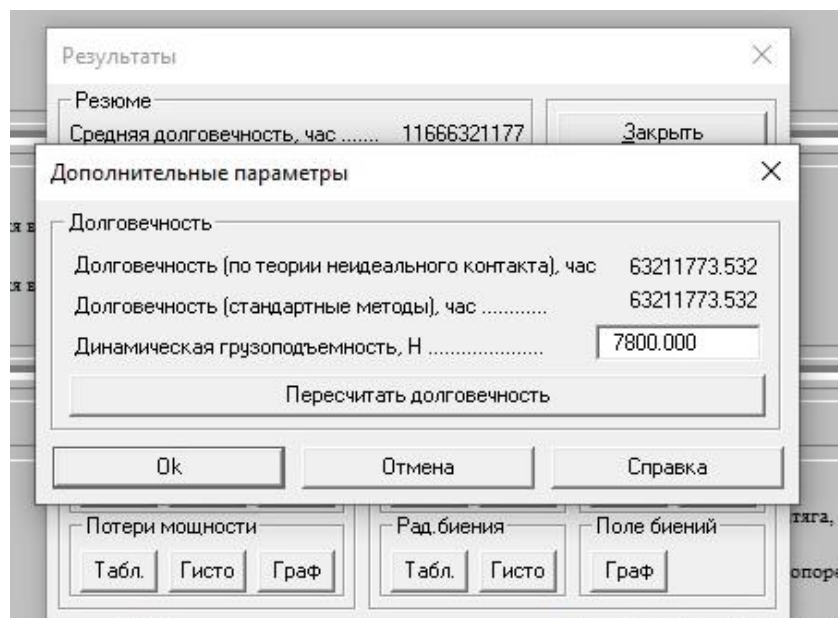 Результаты
Резюме
Средняя долговечность, час ....... 11666321177
Закрыть
Дополнительные параметры
Долговечность
Долговечность (по теории неидеального контакта), час 63211773.532
Долговечность (стандартные методы), час ............ 63211773.532
Динамическая грузоподъемность, Н ..................... 7800.000
Пересчитать долговечность
Ok Отмена Справка
Потери мощности Рад.биения Поле биений
тяга,
Табл. Гисто Граф Табл. Гисто Граф